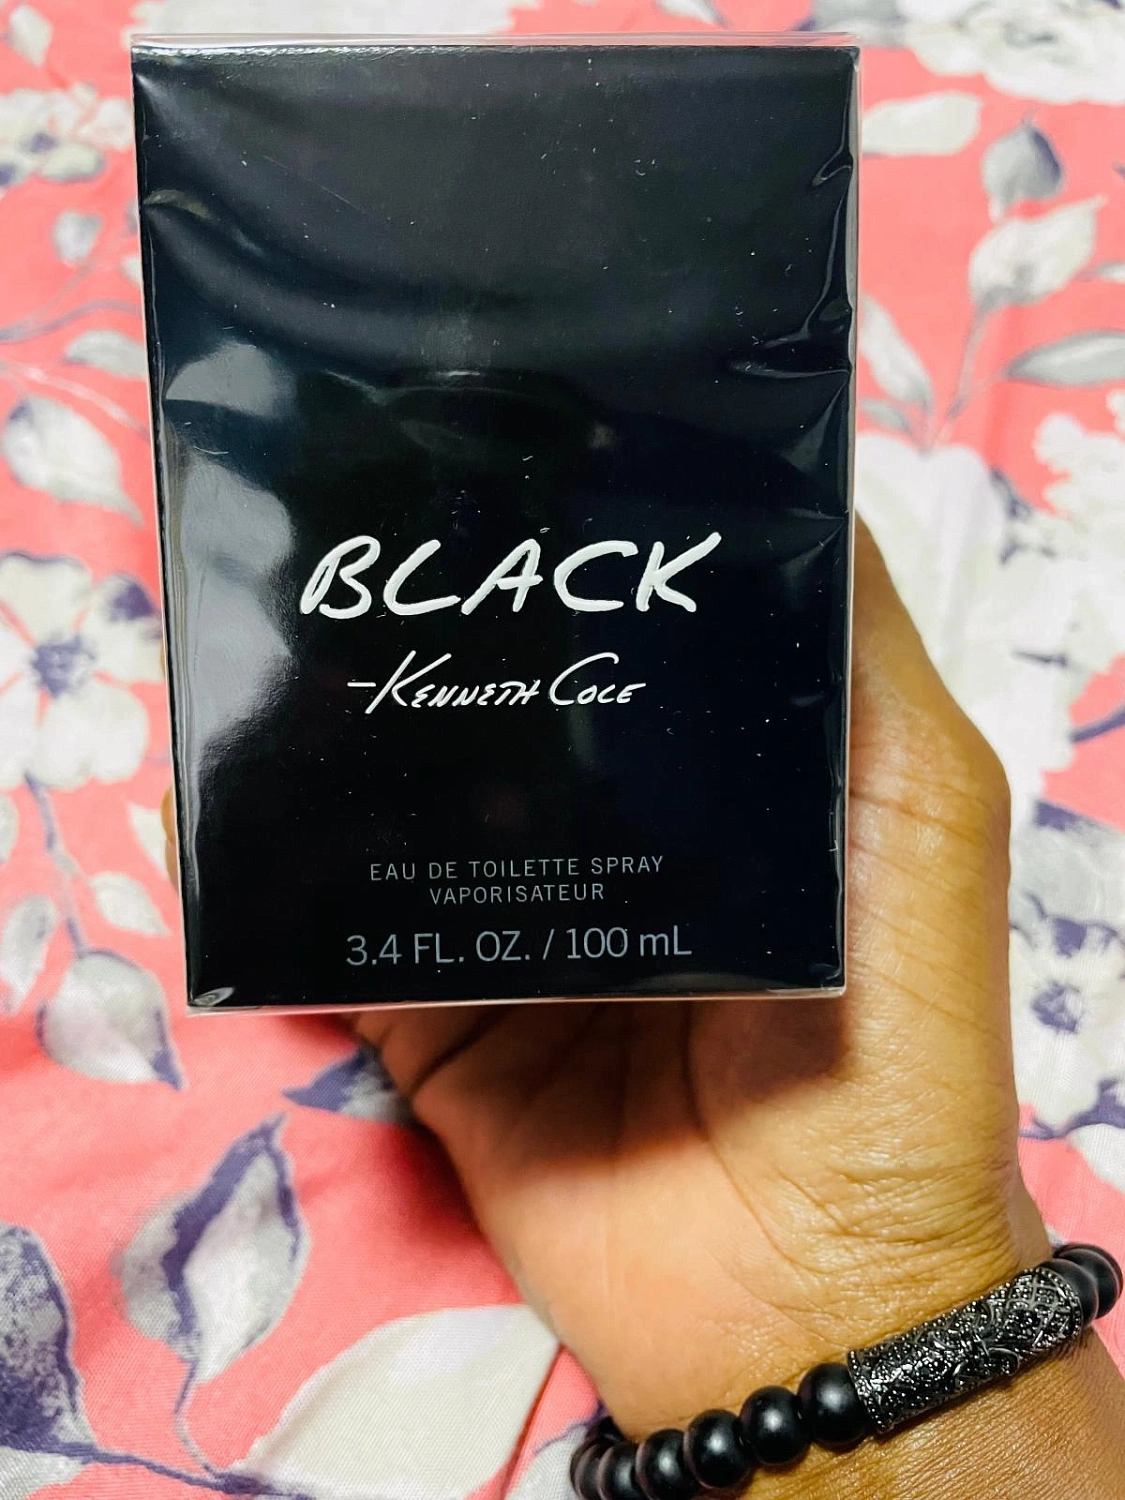 BLACK
-KENNETH COLE
EAU DE TOILETTE SPRAY
VAPORISATEUR
3.4 FL. OZ. / 100 mL